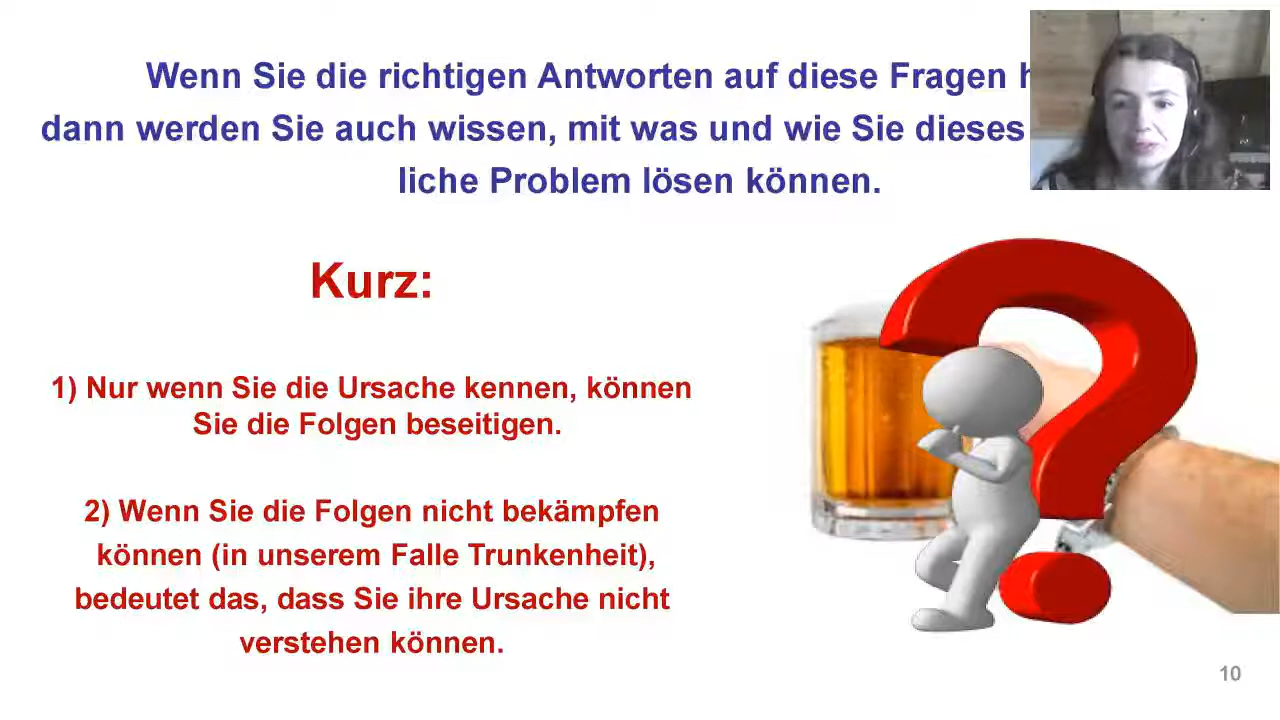 Wenn Sie die richtigen Antworten auf diese Fragen
dann werden Sie auch wissen, mit was und wie Sie dieses
liche Problem lösen können.
Kurz:
1) Nur wenn Sie die Ursache kennen, können
Sie die Folgen beseitigen.
2) Wenn Sie die Folgen nicht bekämpfen
können (in unserem Falle Trunkenheit),
bedeutet das, dass Sie ihre Ursache nicht
verstehen können.
10